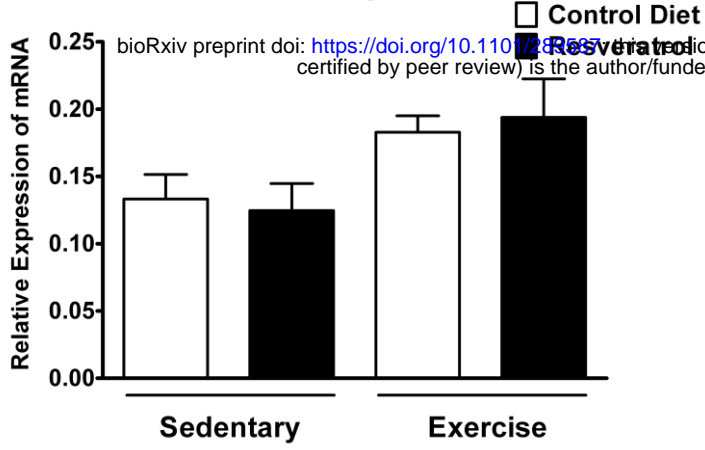 Control Diet
Resveratrol
bioRxiv preprint doi: https://doi.org/10.1101/
certified by peer review) is the author/funde
Relative Expression of mRNA
0.25
0.20
0.15
0.10
0.05
0.00
Sedentary
Exercise